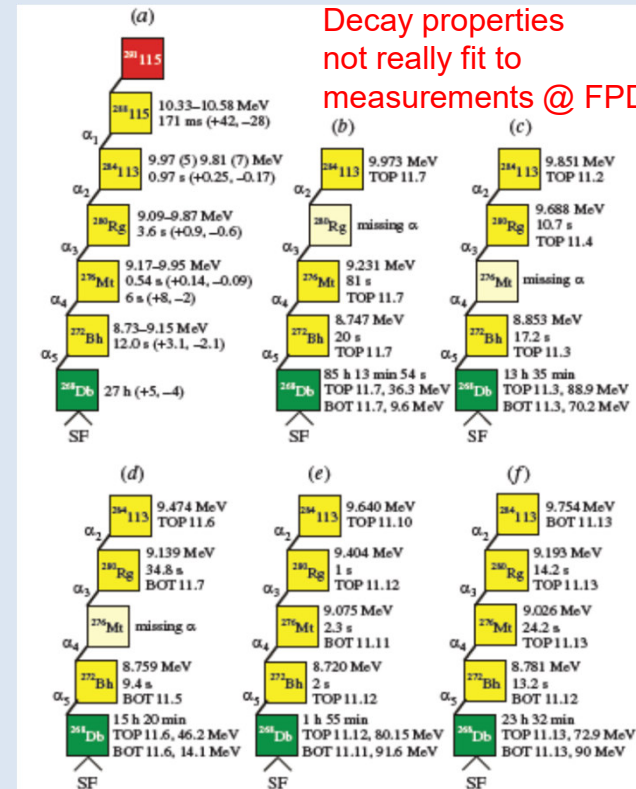 Decay properties
not really fit to
measurements @ FPD
(a)
²⁹¹115
²⁸⁸115
10.33–10.58 MeV
171 ms (+42, –28)
α₁
²⁸⁴113
9.97 (5) 9.81 (7) MeV
0.97 s (+0.25, –0.17)
α₂
²⁸⁰Rg
9.09–9.87 MeV
3.6 s (+0.9, –0.6)
α₃
²⁷⁶Mt
9.17–9.95 MeV
0.54 s (+0.14, –0.09)
6 s (+8, –2)
α₄
²⁷²Bh
8.73–9.15 MeV
12.0 s (+3.1, –2.1)
α₅
²⁶⁸Db
27 h (+5, –4)
SF
(b)
²⁸⁴113
9.973 MeV
TOP 11.7
α₂
²⁸⁰Rg
missing α
α₃
²⁷⁶Mt
9.231 MeV
81 s
TOP 11.7
α₄
²⁷²Bh
8.747 MeV
20 s
TOP 11.7
α₅
²⁶⁸Db
85 h 13 min 54 s
TOP 11.7, 36.3 MeV
BOT 11.7, 9.6 MeV
SF
(c)
²⁸⁴113
9.851 MeV
TOP 11.2
α₂
²⁸⁰Rg
9.688 MeV
10.7 s
TOP 11.4
α₃
²⁷⁶Mt
missing α
α₄
²⁷²Bh
8.853 MeV
17.2 s
TOP 11.3
α₅
²⁶⁸Db
13 h 35 min
TOP 11.3, 88.9 MeV
BOT 11.3, 70.2 MeV
SF
(d)
²⁸⁴113
9.474 MeV
TOP 11.6
α₂
²⁸⁰Rg
9.139 MeV
34.8 s
BOT 11.7
α₃
²⁷⁶Mt
missing α
α₄
²⁷²Bh
8.759 MeV
9.4 s
BOT 11.5
α₅
²⁶⁸Db
15 h 20 min
TOP 11.6, 46.2 MeV
BOT 11.6, 14.1 MeV
SF
(e)
²⁸⁴113
9.640 MeV
TOP 11.10
α₂
²⁸⁰Rg
9.404 MeV
1 s
TOP 11.12
α₃
²⁷⁶Mt
9.075 MeV
2.3 s
BOT 11.11
α₄
²⁷²Bh
8.720 MeV
2 s
TOP 11.12
α₅
²⁶⁸Db
1 h 55 min
TOP 11.12, 80.15 MeV
BOT 11.11, 91.6 MeV
SF
(f)
²⁸⁴113
9.754 MeV
BOT 11.13
α₂
²⁸⁰Rg
9.193 MeV
14.2 s
TOP 11.13
α₃
²⁷⁶Mt
9.026 MeV
24.2 s
TOP 11.13
α₄
²⁷²Bh
8.781 MeV
13.2 s
BOT 11.12
α₅
²⁶⁸Db
23 h 32 min
TOP 11.13, 72.9 MeV
BOT 11.13, 90 MeV
SF